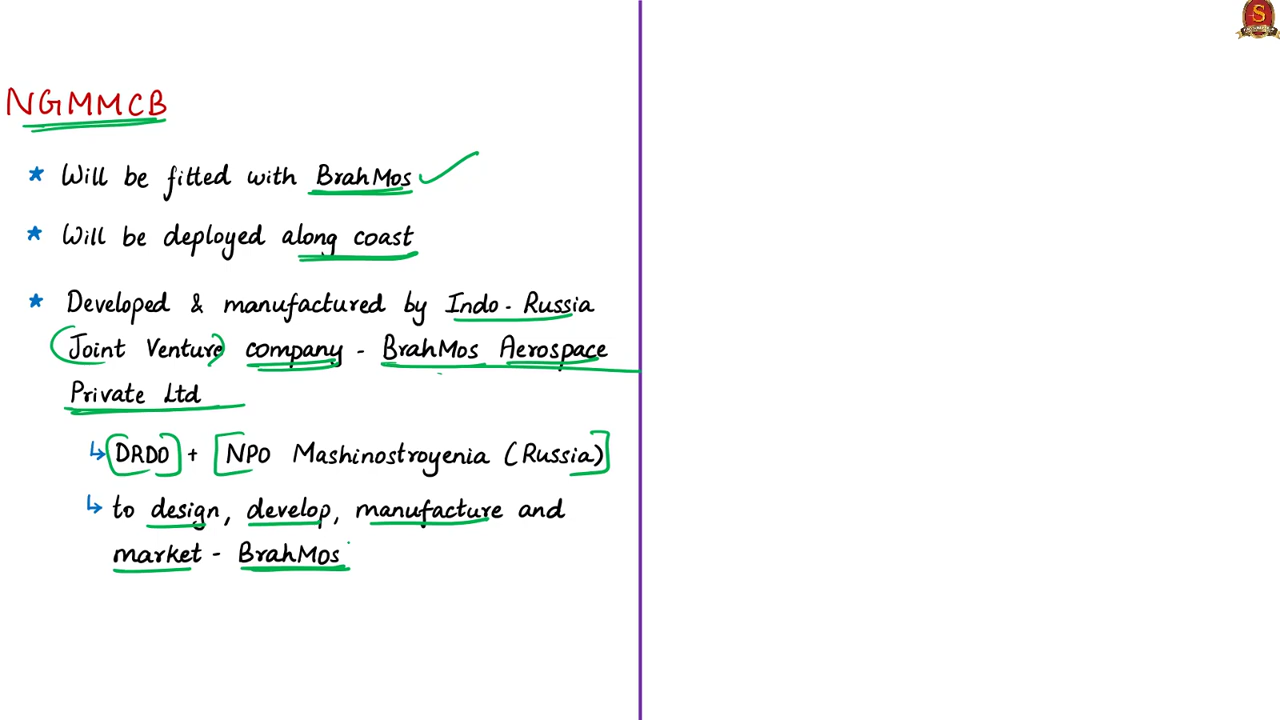 NGMMCB
* Will be fitted with BrahMos ✓
* Will be deployed along coast
* Developed & manufactured by Indo - Russia
(Joint Venture) company - BrahMos Aerospace
Private Ltd
↳ [DRDO] + [NPO Mashinostroyenia (Russia)]
↳ to design, develop, manufacture and
market - BrahMos
S